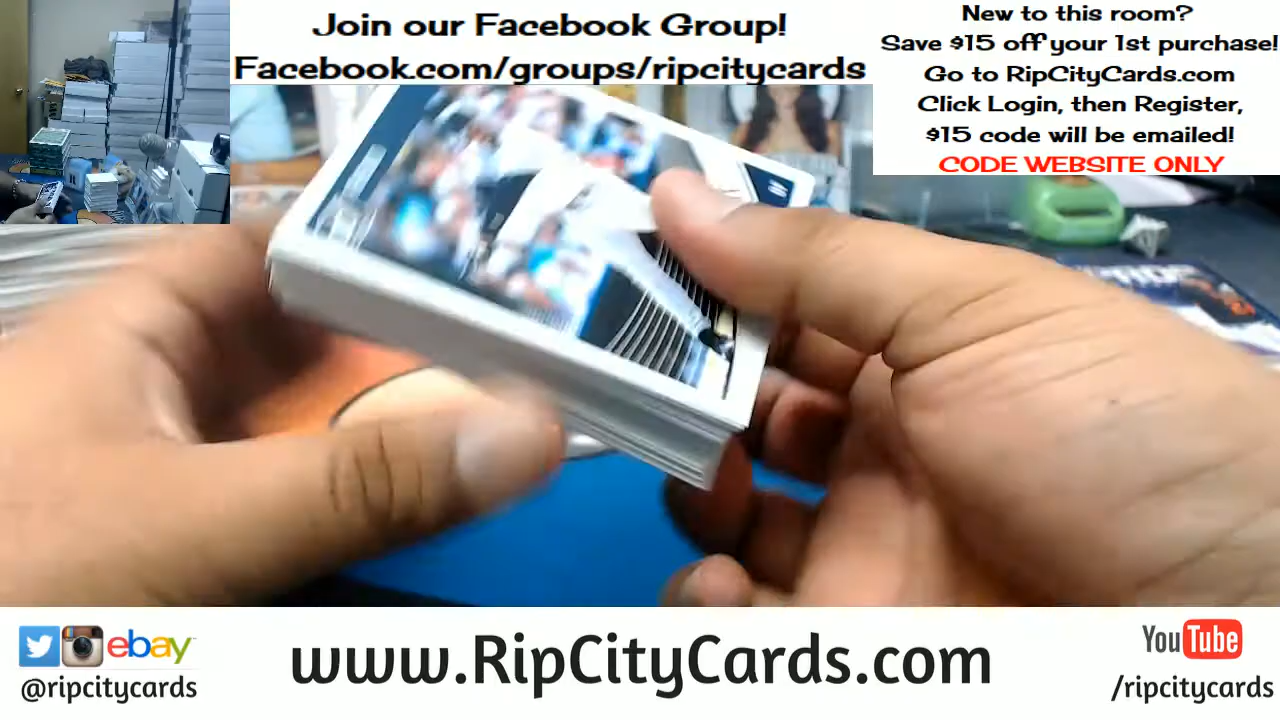 Join our Facebook Group!
Facebook.com/groups/ripcitycards
New to this room?
Save $15 off your 1st purchase!
Go to RipCityCards.com
Click Login, then Register,
$15 code will be emailed!
CODE WEBSITE ONLY
ebay
@ripcitycards
www.RipCityCards.com
YouTube
/ripcitycards